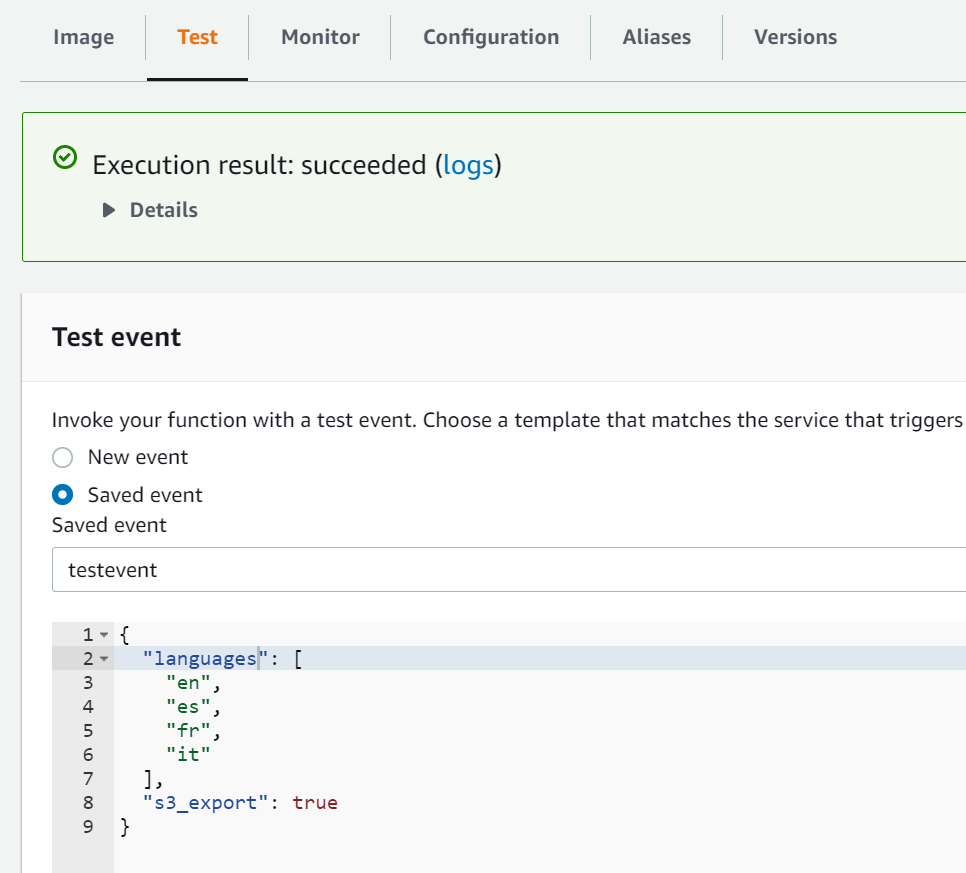 Image Test Monitor Configuration Aliases Versions
Execution result: succeeded (logs)
Details
Test event
Invoke your function with a test event. Choose a template that matches the service that triggers
New event
Saved event
Saved event
testevent
1 {
2 "languages": [
3 "en",
4 "es",
5 "fr",
6 "it"
7 ],
8 "s3_export": true
9 }